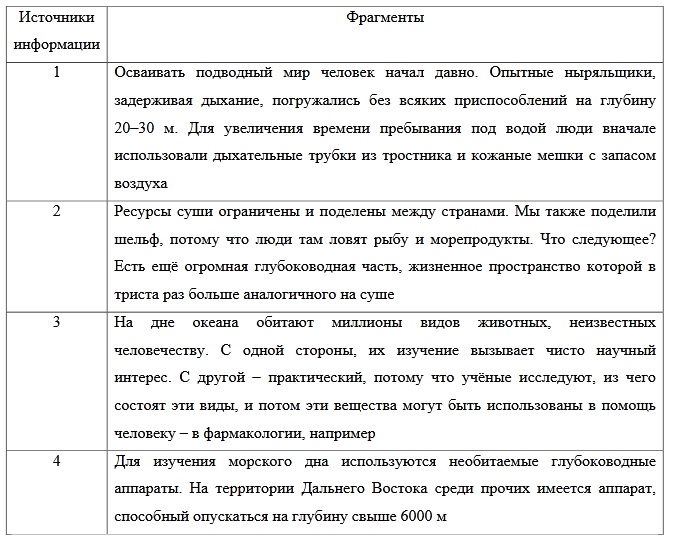 Источники
информации
Фрагменты
1
Осваивать подводный мир человек начал давно. Опытные ныряльщики,
задерживая дыхание, погружались без всяких приспособлений на глубину
20–30 м. Для увеличения времени пребывания под водой люди вначале
использовали дыхательные трубки из тростника и кожаные мешки с запасом
воздуха
2
Ресурсы суши ограничены и поделены между странами. Мы также поделили
шельф, потому что люди там ловят рыбу и морепродукты. Что следующее?
Есть ещё огромная глубоководная часть, жизненное пространство которой в
триста раз больше аналогичного на суше
3
На дне океана обитают миллионы видов животных, неизвестных
человечеству. С одной стороны, их изучение вызывает чисто научный
интерес. С другой – практический, потому что учёные исследуют, из чего
состоят эти виды, и потом эти вещества могут быть использованы в помощь
человеку – в фармакологии, например
4
Для изучения морского дна используются необитаемые глубоководные
аппараты. На территории Дальнего Востока среди прочих имеется аппарат,
способный опускаться на глубину свыше 6000 м